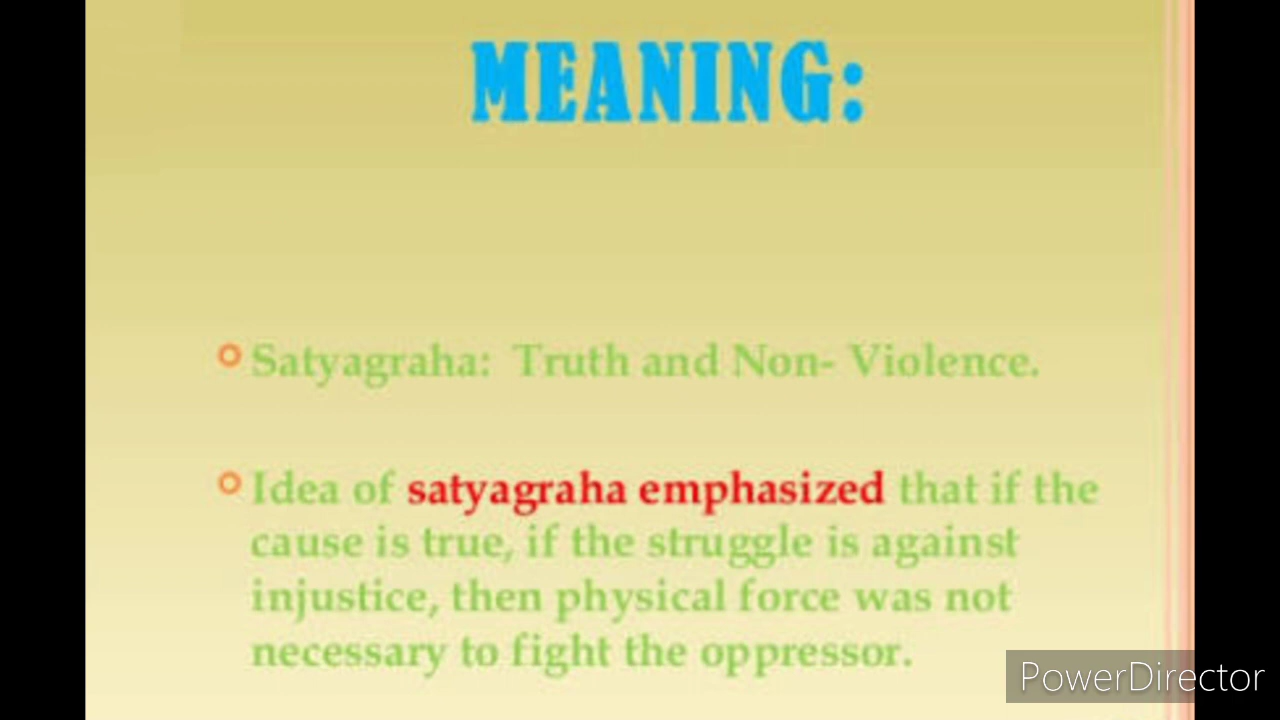 MEANING:
Satyagraha: Truth and Non- Violence.
Idea of satyagraha emphasized that if the
cause is true, if the struggle is against
injustice, then physical force was not
necessary to fight the oppressor.
PowerDirector